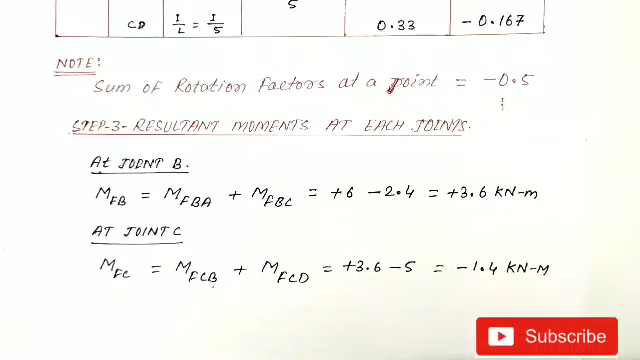 5
CD I/L = I/5 0.33 -0.167
NOTE:
Sum of Rotation Factors at a point = -0.5
STEP-3- RESULTANT MOMENTS AT EACH JOINTS.
At JOINT B.
M_FB = M_FBA + M_FBC = +6 -2.4 = +3.6 KN-m
AT JOINT C
M_FC = M_FCB + M_FCD = +3.6 -5 = -1.4 KN-M
Subscribe